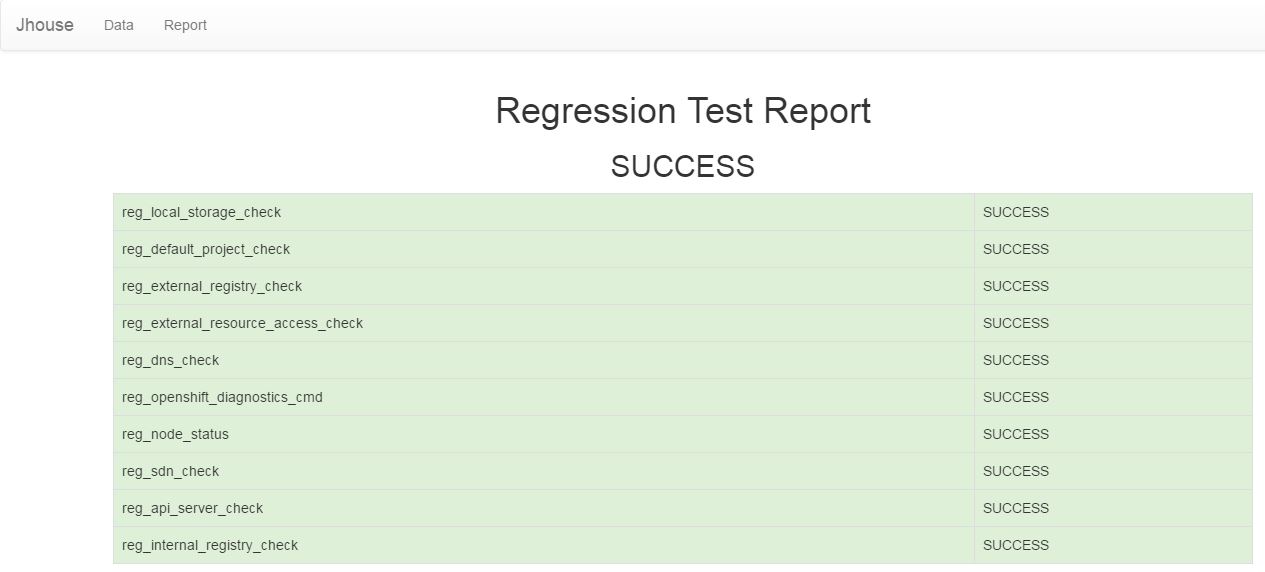 Jhouse Data Report
Regression Test Report
SUCCESS
reg_local_storage_check SUCCESS
reg_default_project_check SUCCESS
reg_external_registry_check SUCCESS
reg_external_resource_access_check SUCCESS
reg_dns_check SUCCESS
reg_openshift_diagnostics_cmd SUCCESS
reg_node_status SUCCESS
reg_sdn_check SUCCESS
reg_api_server_check SUCCESS
reg_internal_registry_check SUCCESS